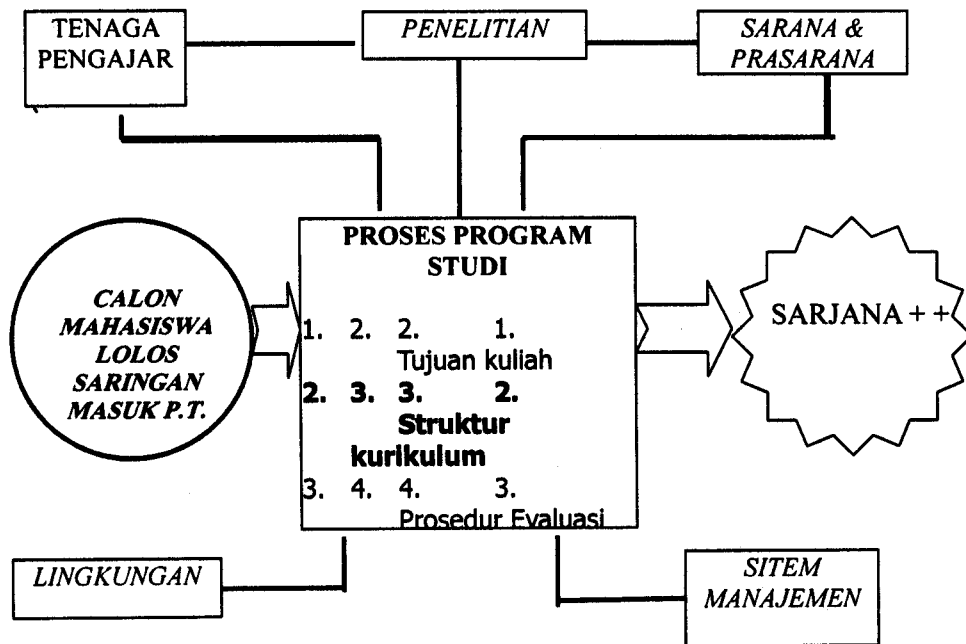 TENAGA
PENGAJAR
PENELITIAN
SARANA &
PRASARANA
CALON
MAHASISWA
LOLOS
SARINGAN
MASUK P.T.
PROSES PROGRAM
STUDI
1. 2. 2. 1.
Tujuan kuliah
2. 3. 3. 2.
Struktur
kurikulum
3. 4. 4. 3.
Prosedur Evaluasi
SARJANA + +
LINGKUNGAN
SITEM
MANAJEMEN